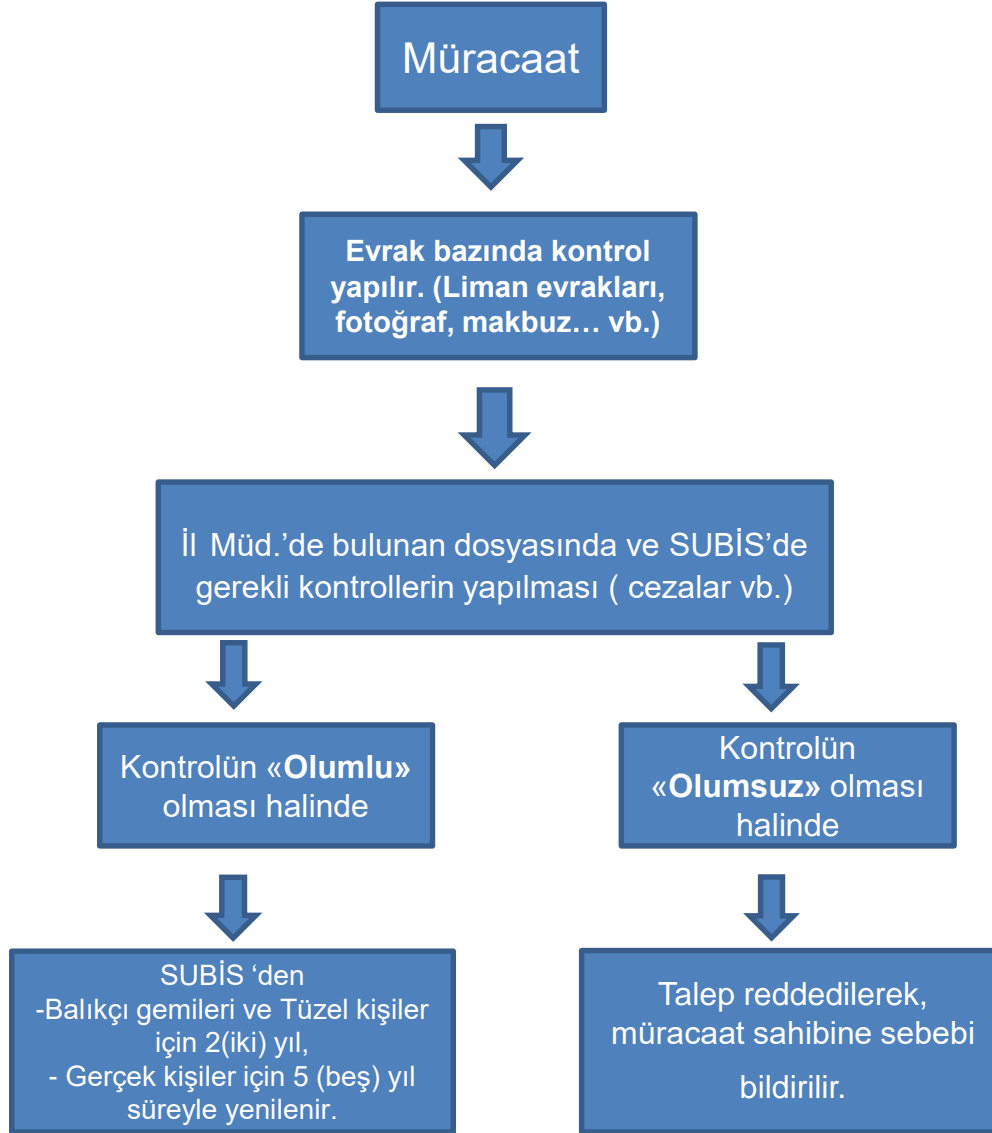 Müracaat
Evrak bazında kontrol
yapılır. (Liman evrakları,
fotoğraf, makbuz… vb.)
İl Müd.’de bulunan dosyasında ve SUBİS’de
gerekli kontrollerin yapılması ( cezalar vb.)
Kontrolün «Olumlu»
olması halinde
Kontrolün
«Olumsuz» olması
halinde
SUBİS ‘den
-Balıkçı gemileri ve Tüzel kişiler
için 2(iki) yıl,
- Gerçek kişiler için 5 (beş) yıl
süreyle yenilenir.
Talep reddedilerek,
müracaat sahibine sebebi
bildirilir.